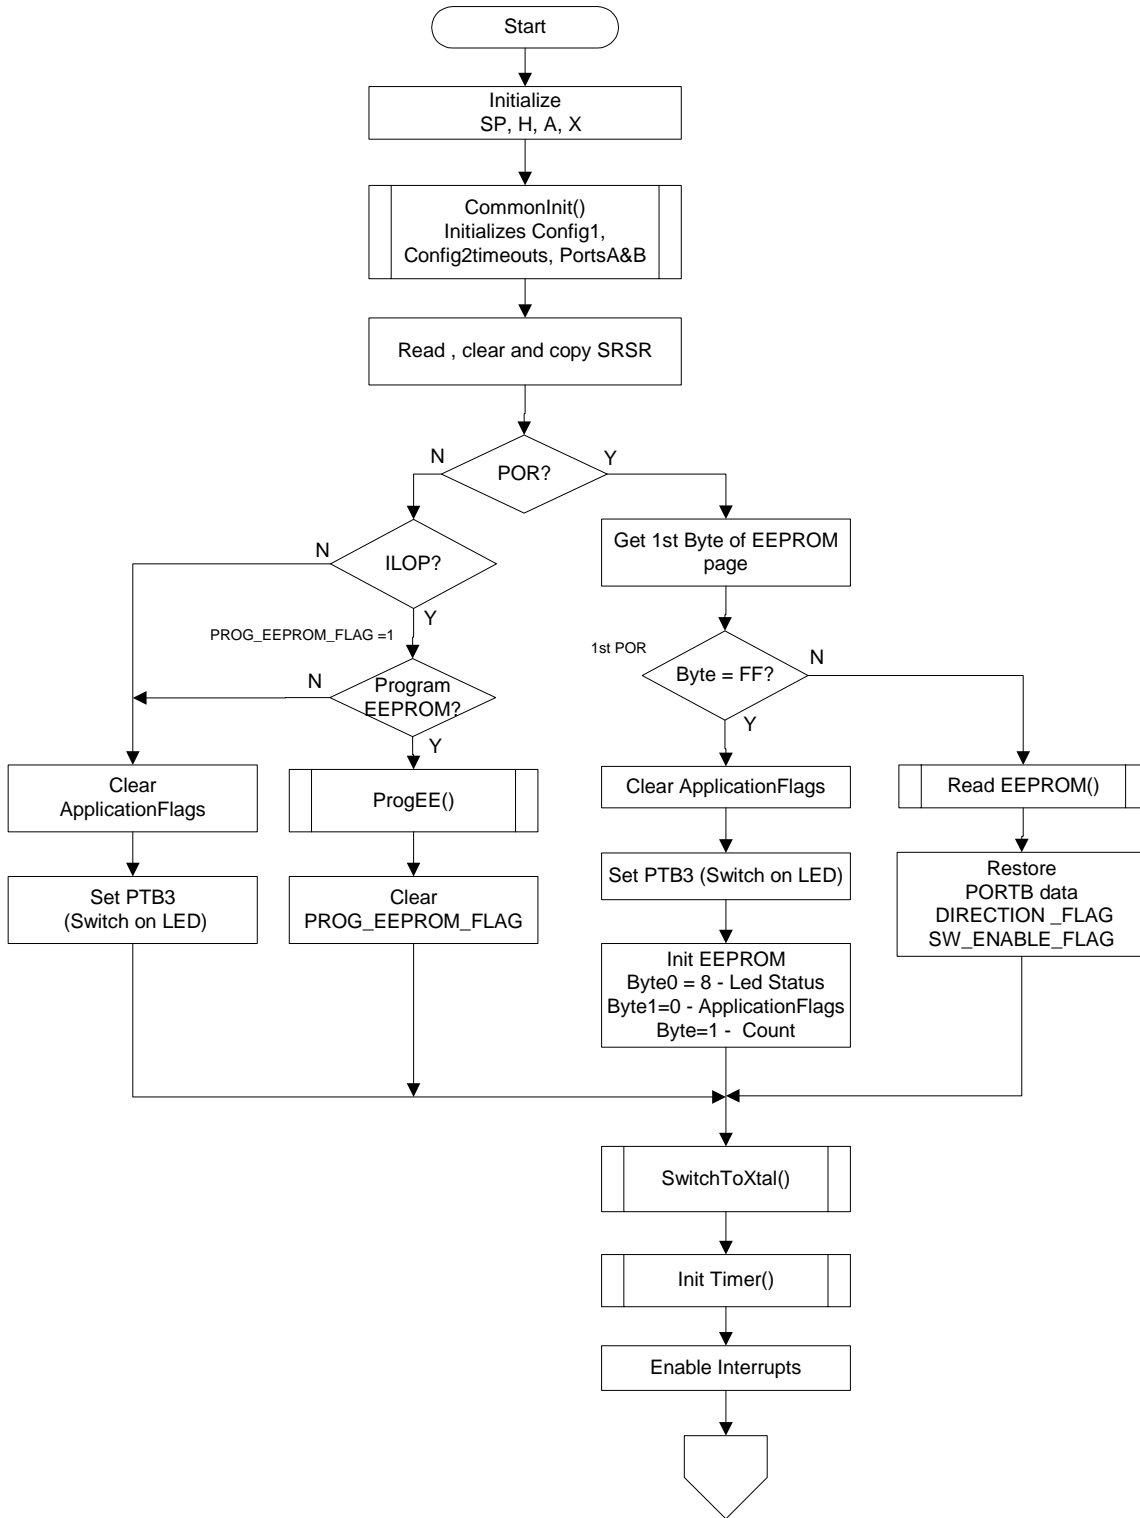 Start
Initialize
SP, H, A, X
CommonInit()
Initializes Config1,
Config2timeouts, PortsA&B
Read , clear and copy SRSR
POR?
N
Y
ILOP?
N
Y
PROG_EEPROM_FLAG =1
Get 1st Byte of EEPROM
page
1st POR
Byte = FF?
N
Y
Program
EEPROM?
N
Y
Clear
ApplicationFlags
ProgEE()
Clear ApplicationFlags
Read EEPROM()
Set PTB3
(Switch on LED)
Clear
PROG_EEPROM_FLAG
Set PTB3 (Switch on LED)
Restore
PORTB data
DIRECTION _FLAG
SW_ENABLE_FLAG
Init EEPROM
Byte0 = 8 - Led Status
Byte1=0 - ApplicationFlags
Byte=1 -  Count
SwitchToXtal()
Init Timer()
Enable Interrupts